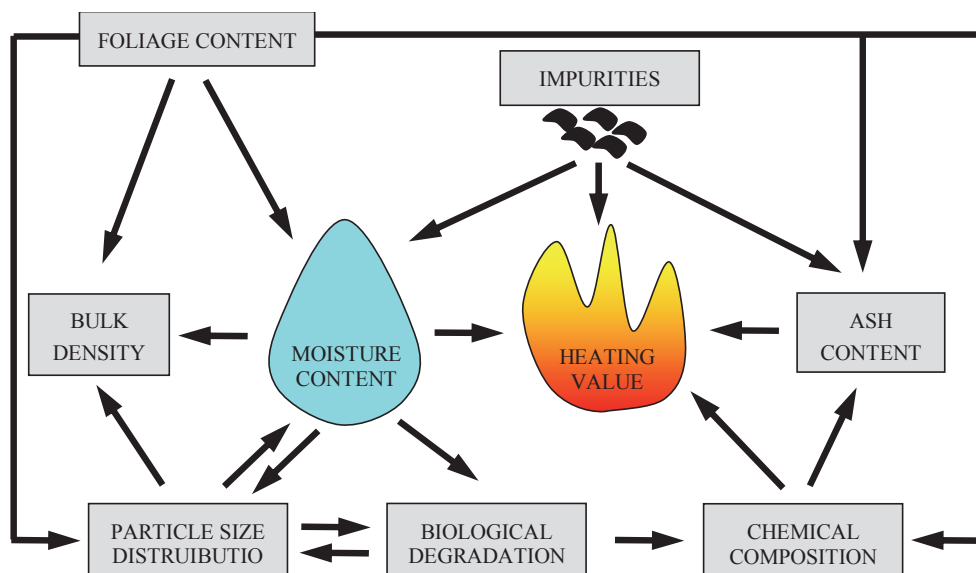 FOLIAGE CONTENT
IMPURITIES
BULK
DENSITY
MOISTURE
CONTENT
HEATING
VALUE
ASH
CONTENT
PARTICLE SIZE
DISTRUIBUTIO
BIOLOGICAL
DEGRADATION
CHEMICAL
COMPOSITION